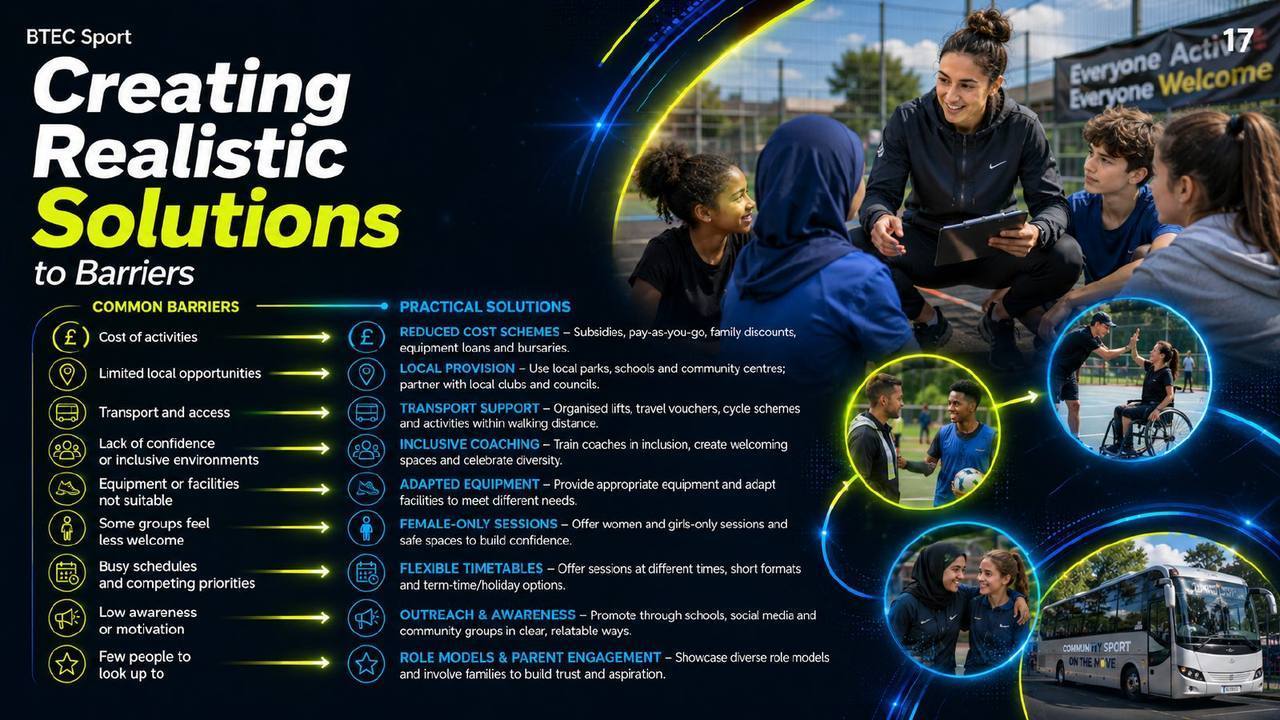 BTEC Sport
17
Creating
Realistic
Solutions
to Barriers
Everyone Active
Everyone Welcome
COMMON BARRIERS
PRACTICAL SOLUTIONS
Cost of activities
REDUCED COST SCHEMES – Subsidies, pay-as-you-go, family discounts,
equipment loans and bursaries.
Limited local opportunities
LOCAL PROVISION – Use local parks, schools and community centres;
partner with local clubs and councils.
Transport and access
TRANSPORT SUPPORT – Organised lifts, travel vouchers, cycle schemes
and activities within walking distance.
Lack of confidence
or inclusive environments
INCLUSIVE COACHING – Train coaches in inclusion, create welcoming
spaces and celebrate diversity.
Equipment or facilities
not suitable
ADAPTED EQUIPMENT – Provide appropriate equipment and adapt
facilities to meet different needs.
Some groups feel
less welcome
FEMALE-ONLY SESSIONS – Offer women and girls-only sessions and
safe spaces to build confidence.
Busy schedules
and competing priorities
FLEXIBLE TIMETABLES – Offer sessions at different times, short formats
and term-time/holiday options.
Low awareness
or motivation
OUTREACH & AWARENESS – Promote through schools, social media and
community groups in clear, relatable ways.
Few people to
look up to
ROLE MODELS & PARENT ENGAGEMENT – Showcase diverse role models
and involve families to build trust and aspiration.
COMMUNITY SPORT
ON THE MOVE